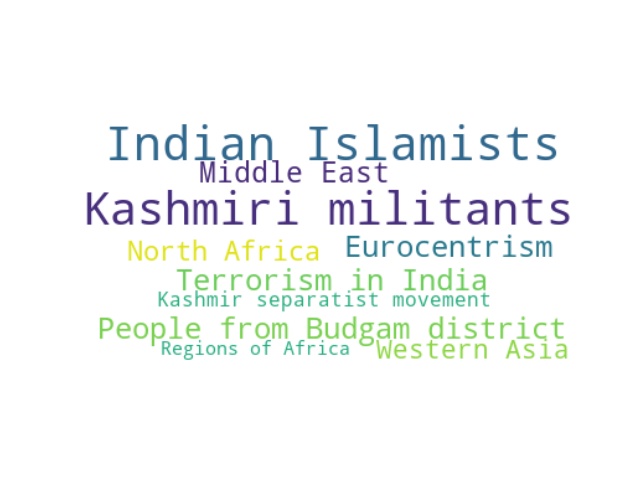 Indian Islamists
Middle East
Kashmiri militants
North Africa Eurocentrism
Terrorism in India
Kashmir separatist movement
People from Budgam district
Regions of Africa Western Asia